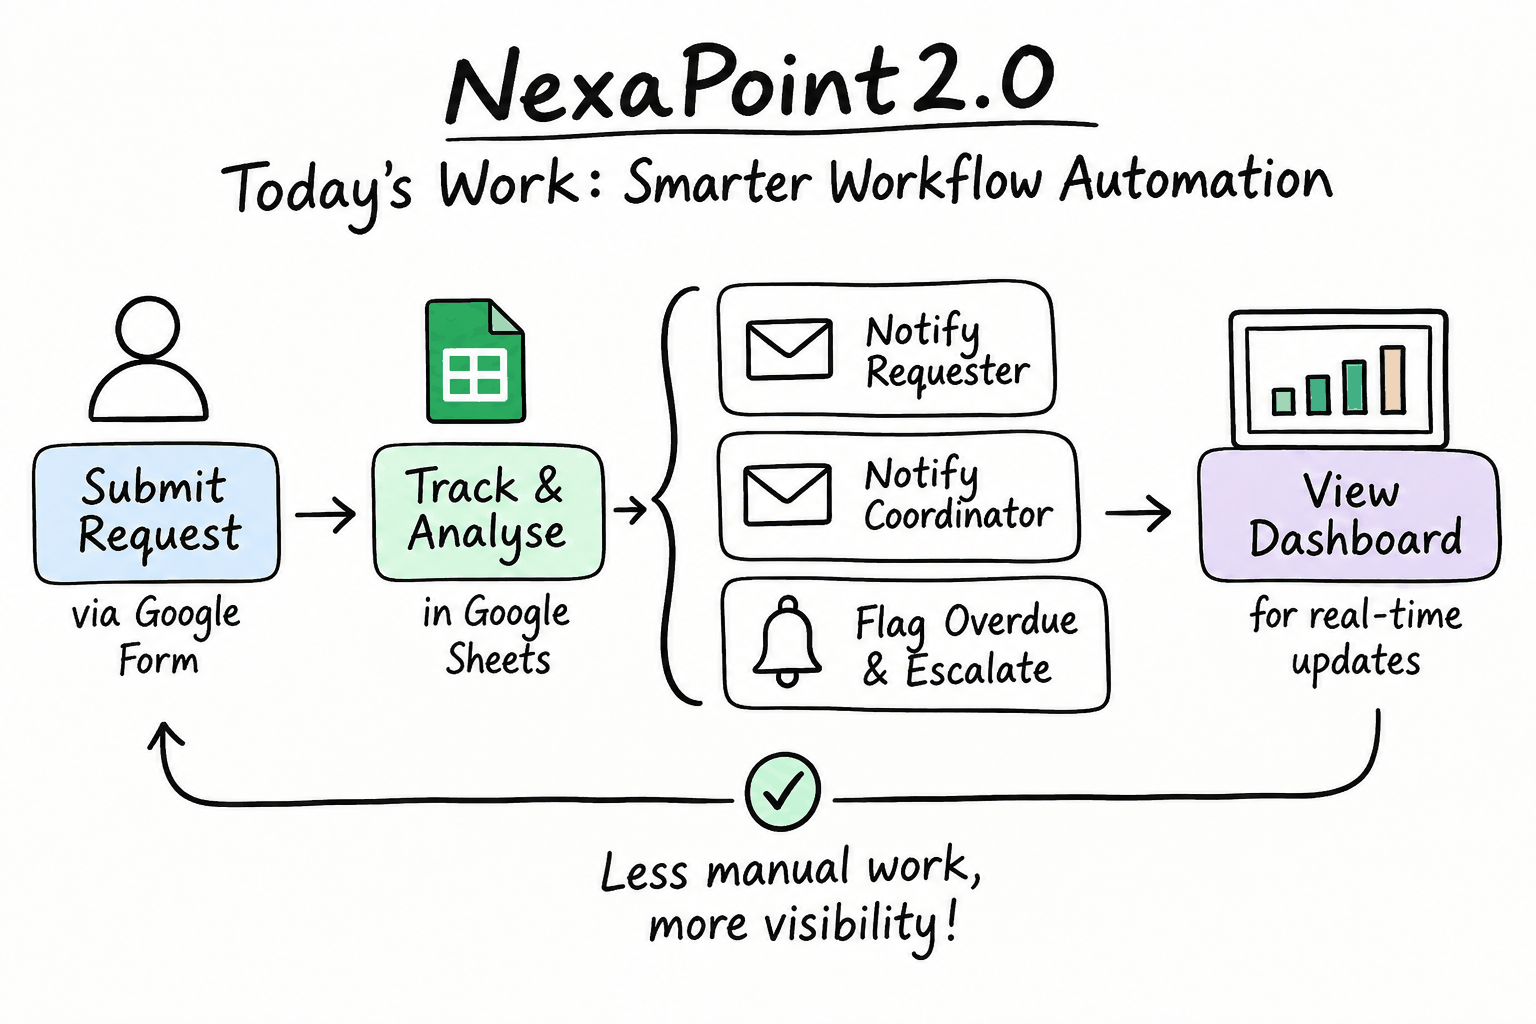 NexaPoint 2.0
Today's Work: Smarter Workflow Automation
Submit
Request
via Google
Form
Track &
Analyse
in Google
Sheets
Notify
Requester
Notify
Coordinator
Flag Overdue
& Escalate
View
Dashboard
for real-time
updates
Less manual work,
more visibility!